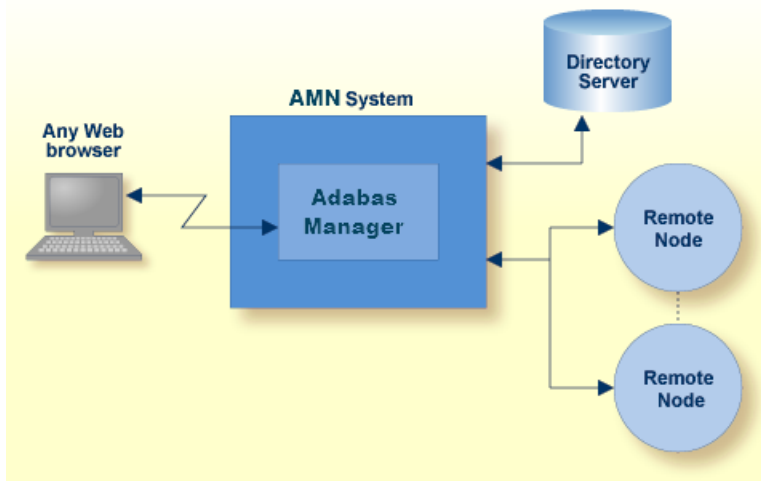 Directory
Server
AMN System
Any Web
browser
Adabas
Manager
Remote
Node
Remote
Node